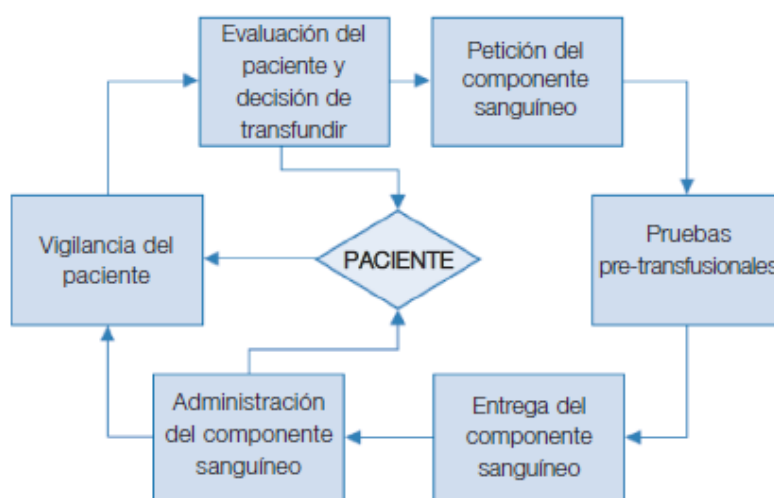 Evaluación del
paciente y
decisión de
transfundir
Petición del
componente
sanguíneo
Vigilancia del
paciente
PACIENTE
Pruebas
pre-transfusionales
Administración
del componente
sanguíneo
Entrega del
componente
sanguíneo